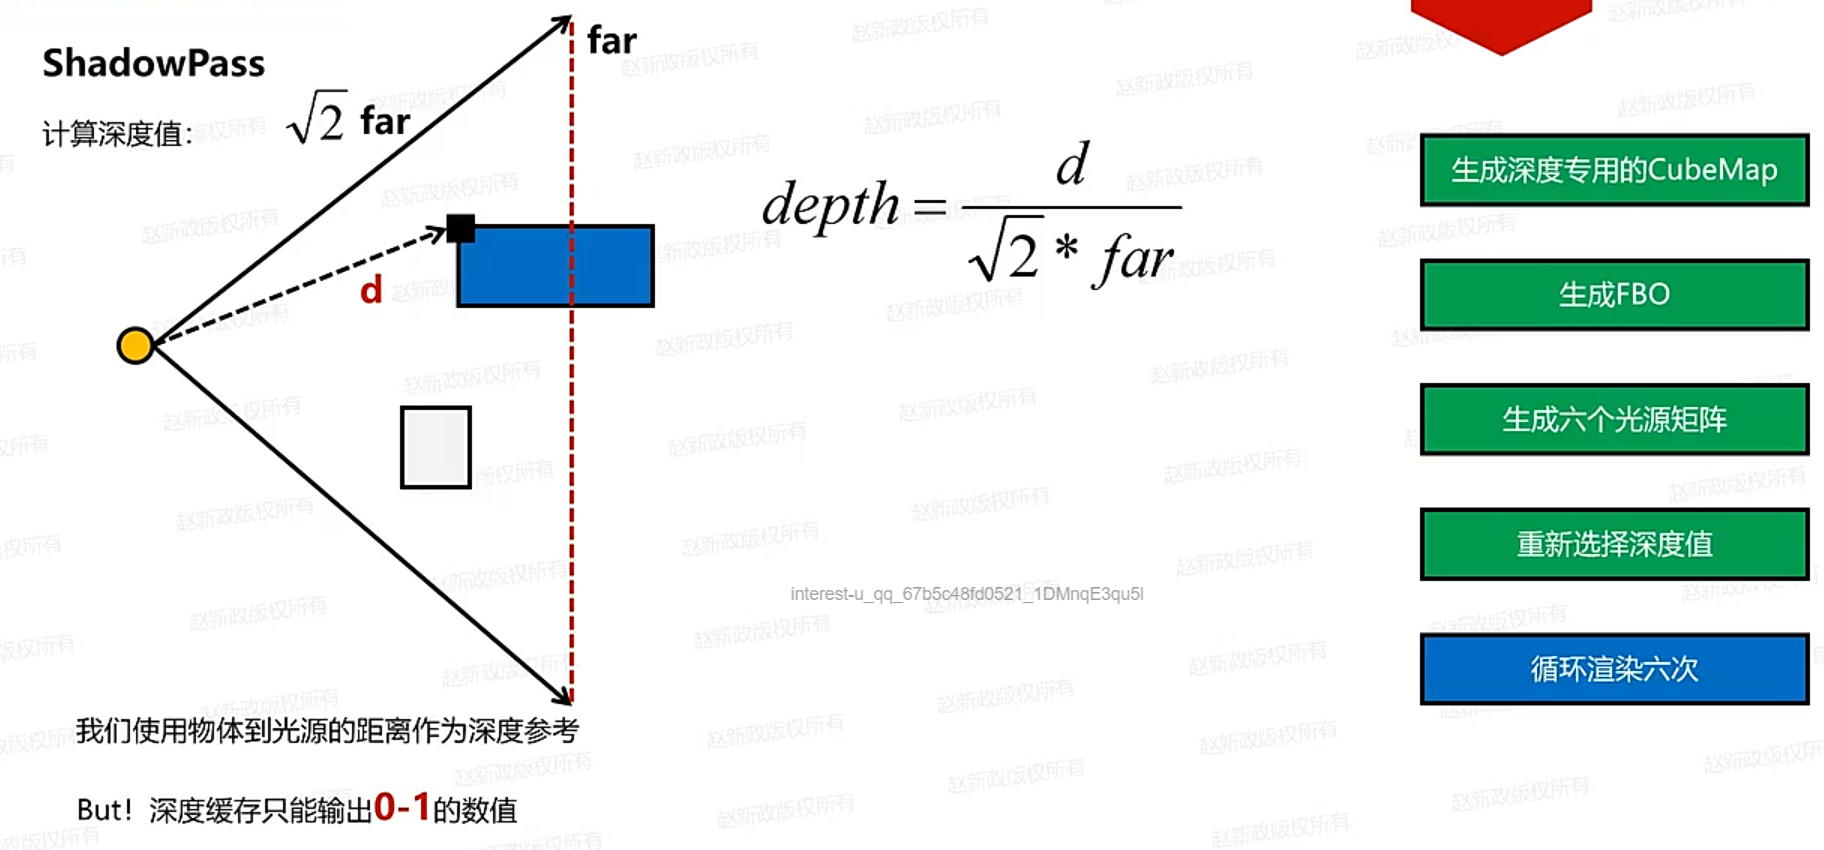 ShadowPass
计算深度值：
√2 far
far
d
depth = d / (√2 * far)
我们使用物体到光源的距离作为深度参考
But！深度缓存只能输出0-1的数值
生成深度专用的CubeMap
生成FBO
生成六个光源矩阵
重新选择深度值
循环渲染六次
interest-u_qq_67b5c48fd0521_1DMnqE3qu5l
赵新政版权所有